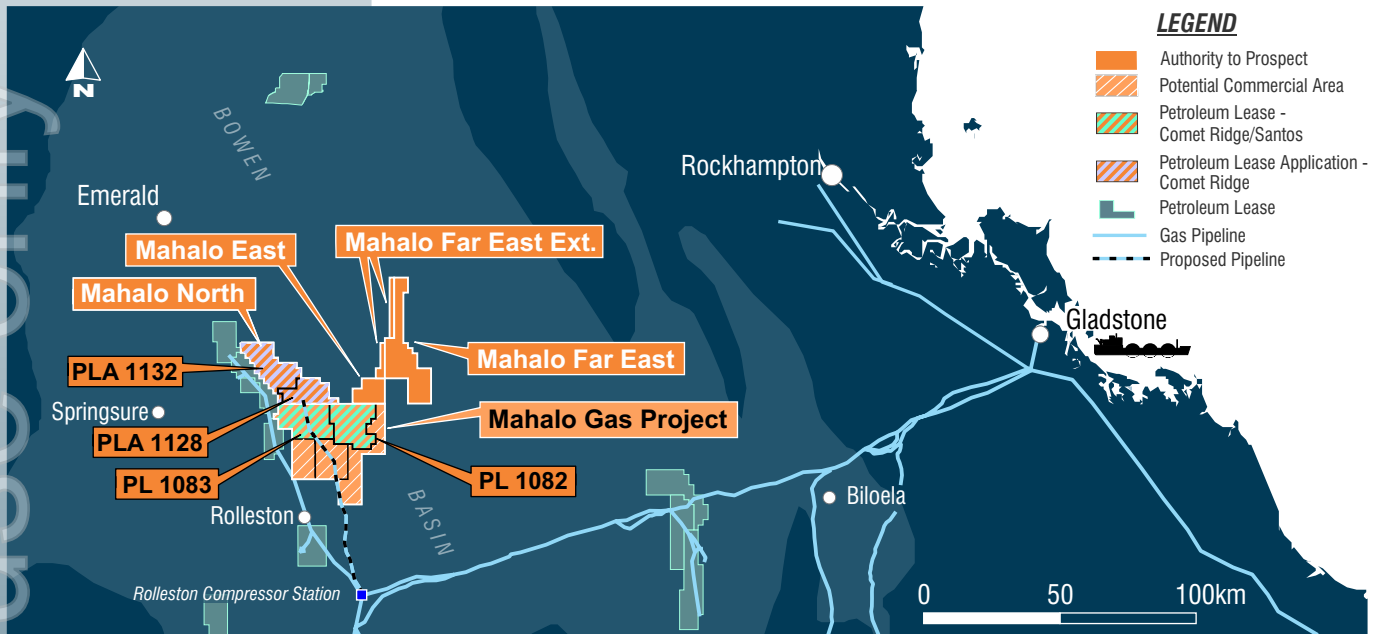 LEGEND
Authority to Prospect
Potential Commercial Area
Petroleum Lease -
Comet Ridge/Santos
Petroleum Lease Application -
Comet Ridge
Petroleum Lease
Gas Pipeline
Proposed Pipeline
N
BOWEN
Rockhampton
Emerald
Mahalo East
Mahalo Far East Ext.
Mahalo North
Gladstone
Mahalo Far East
PLA 1132
Springsure
Mahalo Gas Project
PLA 1128
PL 1083
PL 1082
Biloela
Rolleston
BASIN
Rolleston Compressor Station
0 50 100km